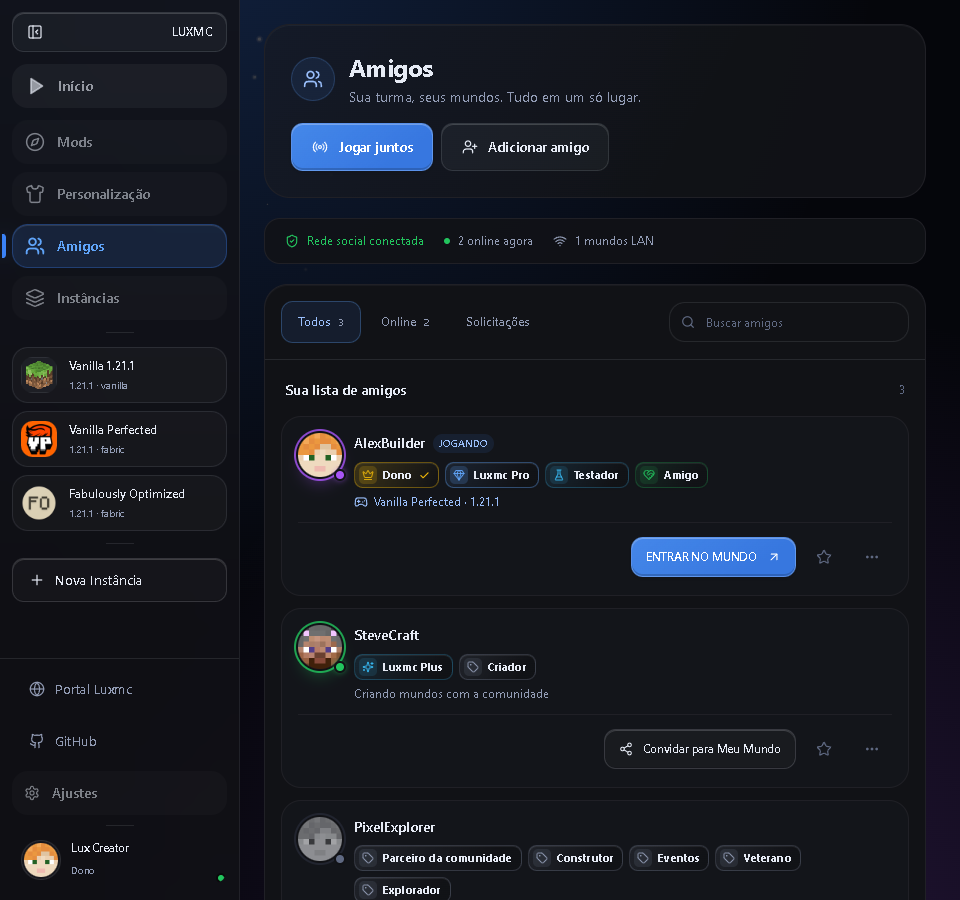 LUXMC
Início
Mods
Personalização
Amigos
Instâncias
Vanilla 1.21.1
1.21.1 · vanilla
VP
Vanilla Perfected
1.21.1 · fabric
FO
Fabulously Optimized
1.21.1 · fabric
Nova Instância
Portal Luxmc
GitHub
Ajustes
Lux Creator
Dono
Amigos
Sua turma, seus mundos. Tudo em um só lugar.
Jogar juntos
Adicionar amigo
Rede social conectada 2 online agora 1 mundos LAN
Todos 3 Online 2 Solicitações Buscar amigos
Sua lista de amigos 3
AlexBuilder JOGANDO
Dono Luxmc Pro Testador Amigo
Vanilla Perfected · 1.21.1
ENTRAR NO MUNDO
SteveCraft
Luxmc Plus Criador
Criando mundos com a comunidade
Convidar para Meu Mundo
PixelExplorer
Parceiro da comunidade Construtor Eventos Veterano
Explorador